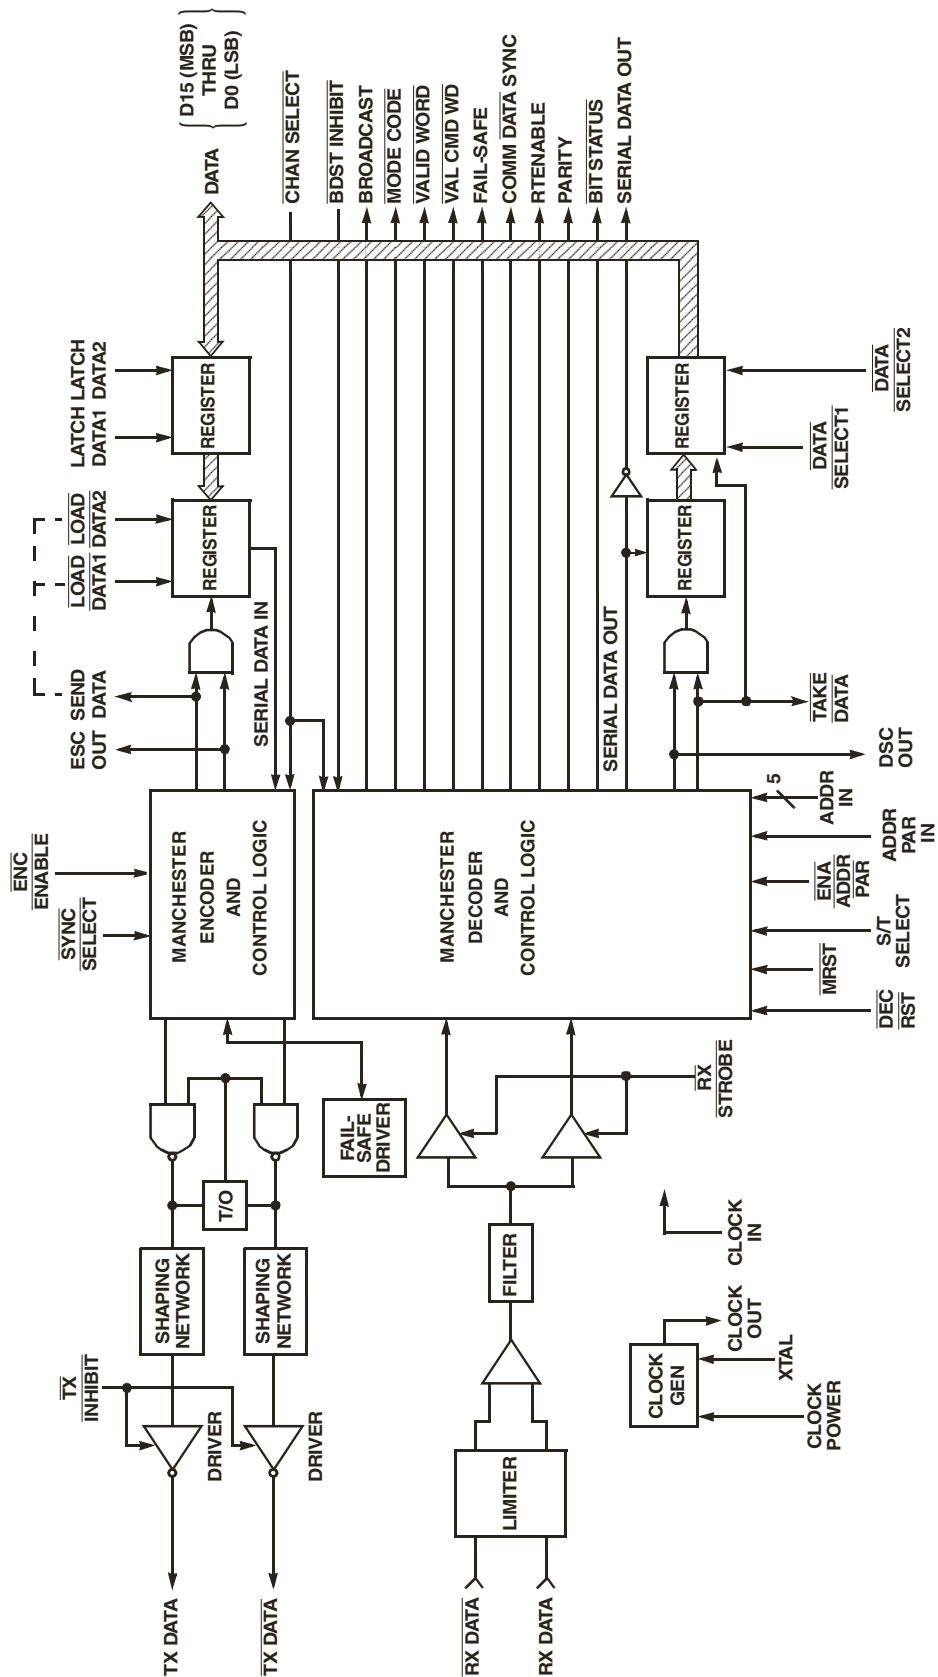 D15 (MSB)
THRU
D0 (LSB)
DATA
CHAN SELECT
BDST INHIBIT
BROADCAST
MODE CODE
VALID WORD
VAL CMD WD
FAIL-SAFE
COMM DATA SYNC
RTENABLE
PARITY
BIT STATUS
SERIAL DATA OUT
LATCH
DATA2
LATCH
DATA1
REGISTER
REGISTER
DATA
SELECT2
DATA
SELECT1
LOAD
DATA2
LOAD
DATA1
REGISTER
REGISTER
SERIAL DATA IN
SERIAL DATA OUT
SEND
DATA
ESC
OUT
TAKE
DATA
DSC
OUT
ENC
ENABLE
SYNC
SELECT
MANCHESTER
ENCODER
AND
CONTROL LOGIC
MANCHESTER
DECODER
AND
CONTROL LOGIC
5
ADDR
IN
ADDR
PAR
IN
ENA
ADDR
PAR
S/T
SELECT
MRST
DEC
RST
FAIL-
SAFE
DRIVER
T/O
RX
STROBE
SHAPING
NETWORK
SHAPING
NETWORK
FILTER
CLOCK
IN
CLOCK
OUT
CLOCK
GEN
XTAL
CLOCK
POWER
TX
INHIBIT
DRIVER
DRIVER
LIMITER
TX DATA
TX DATA
RX DATA
RX DATA